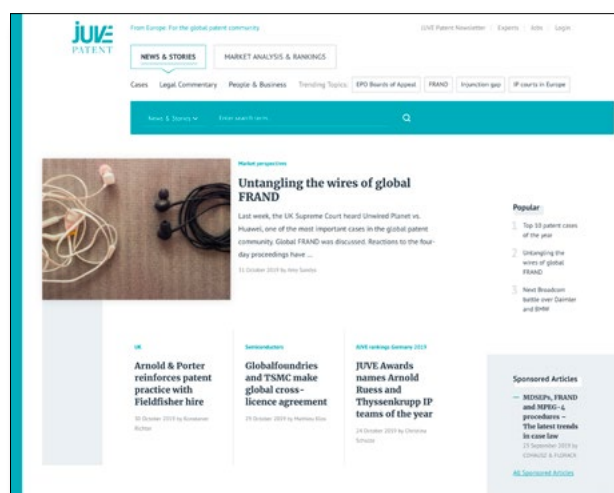 JUVE
PATENT
From Europe. For the global patent community
JUVE Patent Newsletter Experts Jobs Login
NEWS & STORIES MARKET ANALYSIS & RANKINGS
Cases Legal Commentary People & Business Trending Topics: EPO Boards of Appeal FRAND Injunction gap IP courts in Europe
News & Stories Enter search term...
Market perspectives
Untangling the wires of global
FRAND
Last week, the UK Supreme Court heard Unwired Planet vs.
Huawei, one of the most important cases in the global patent
community. Global FRAND was discussed. Reactions to the four-
day proceedings have ...
31 October 2019 by Amy Sandys
Popular
1 Top 10 patent cases
of the year
2 Untangling the
wires of global
FRAND
3 Next Broadcom
battle over Daimler
and BMW
UK
Arnold & Porter
reinforces patent
practice with
Fieldfisher hire
30 October 2019 by Konstanze
Richter
Semiconductors
Globalfoundries
and TSMC make
global cross-
licence agreement
29 October 2019 by Mathieu Klos
JUVE rankings Germany 2019
JUVE Awards
names Arnold
Ruess and
Thyssenkrupp IP
teams of the year
24 October 2019 by Christina
Schulze
Sponsored Articles
MDSEPs, FRAND
and MPEG-4
procedures –
The latest trends
in case law
25 September 2019 by
COHAUSZ & FLORACK
All Sponsored Articles